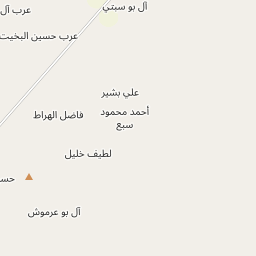 آل بو سبتي
عرب آل
عرب حسين البخيت
علي بشير
أحمد محمود
سبع
فاضل الهراط
لطيف خليل
حس
آل بو عرموش